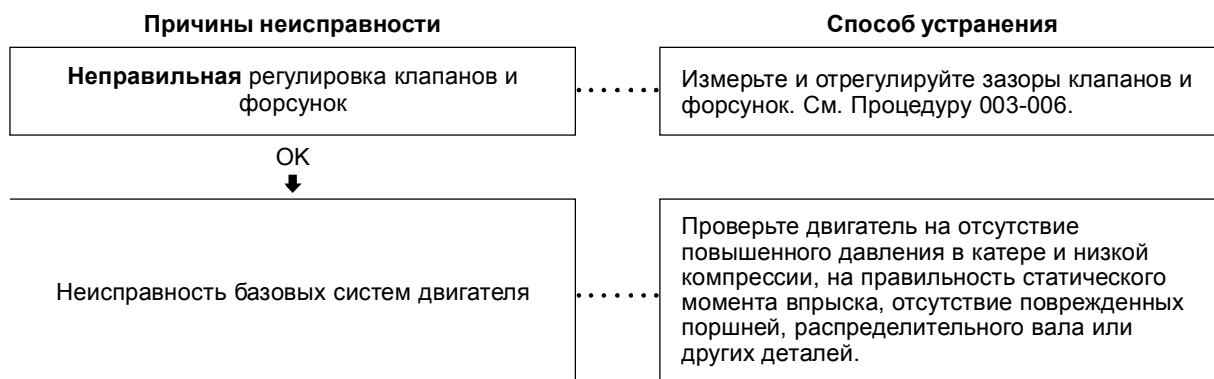 Причины неисправности
Способ устранения
Неправильная регулировка клапанов и
форсунок
Измерьте и отрегулируйте зазоры клапанов и
форсунок. См. Процедуру 003-006.
OK
Неисправность базовых систем двигателя
Проверьте двигатель на отсутствие
повышенного давления в катере и низкой
компрессии, на правильность статического
момента впрыска, отсутствие поврежденных
поршней, распределительного вала или
других деталей.